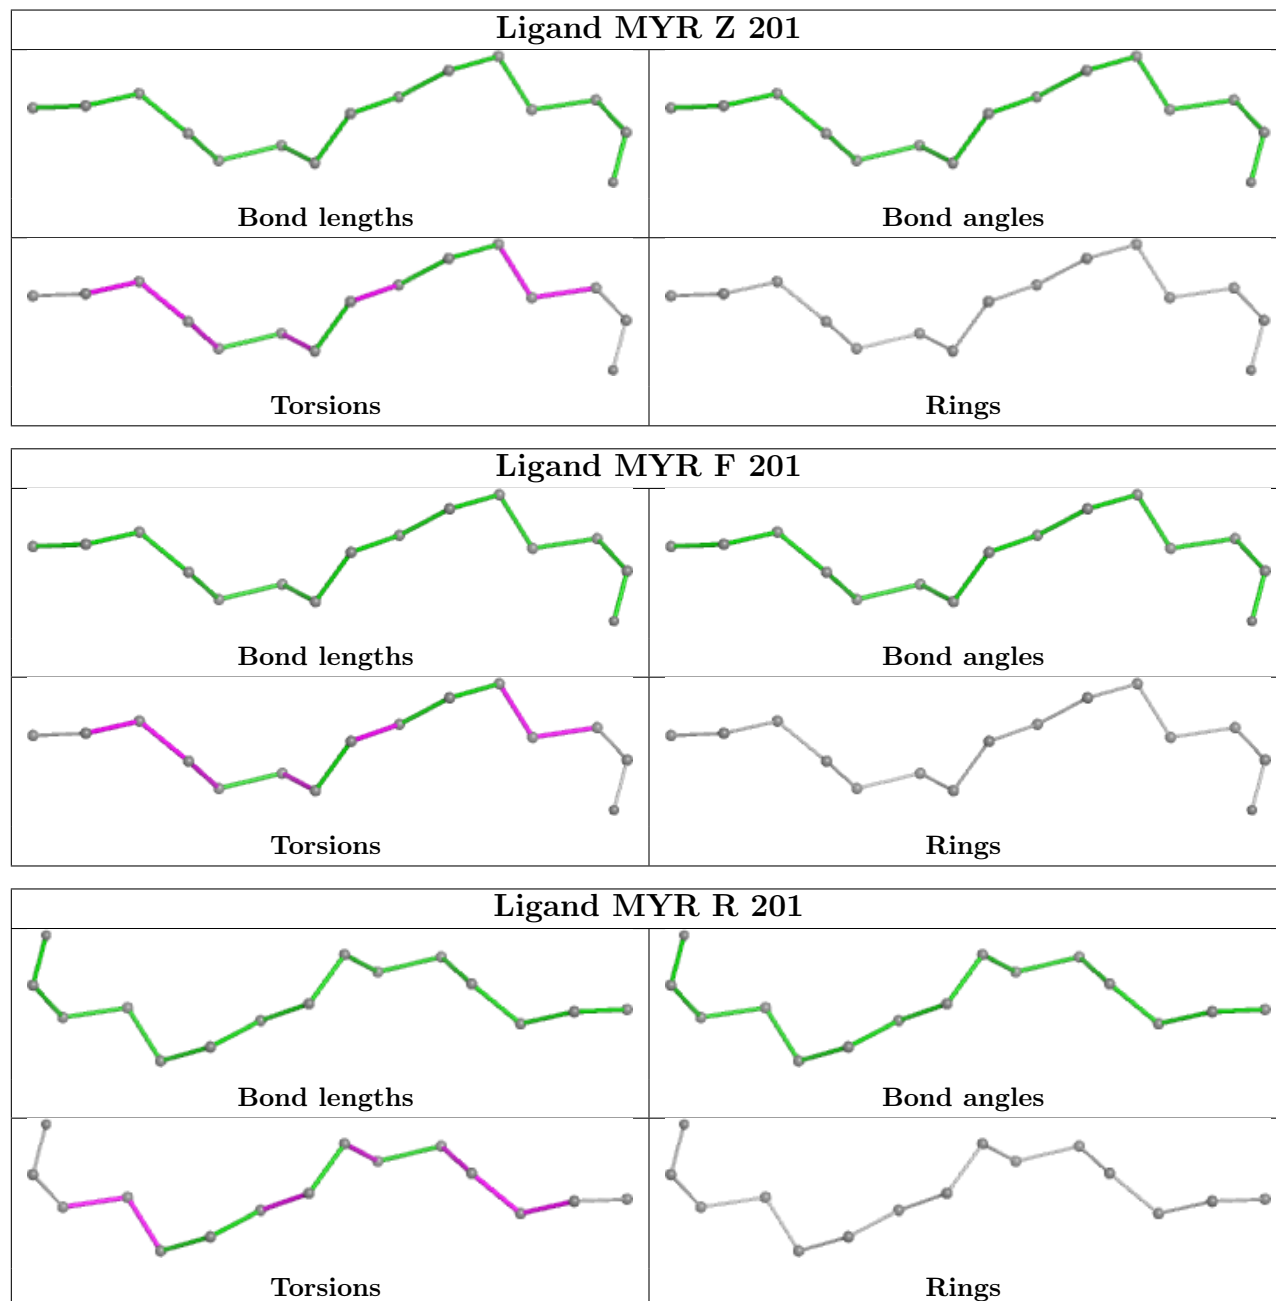 Ligand MYR Z 201
Bond lengths
Bond angles
Torsions
Rings
Ligand MYR F 201
Bond lengths
Bond angles
Torsions
Rings
Ligand MYR R 201
Bond lengths
Bond angles
Torsions
Rings